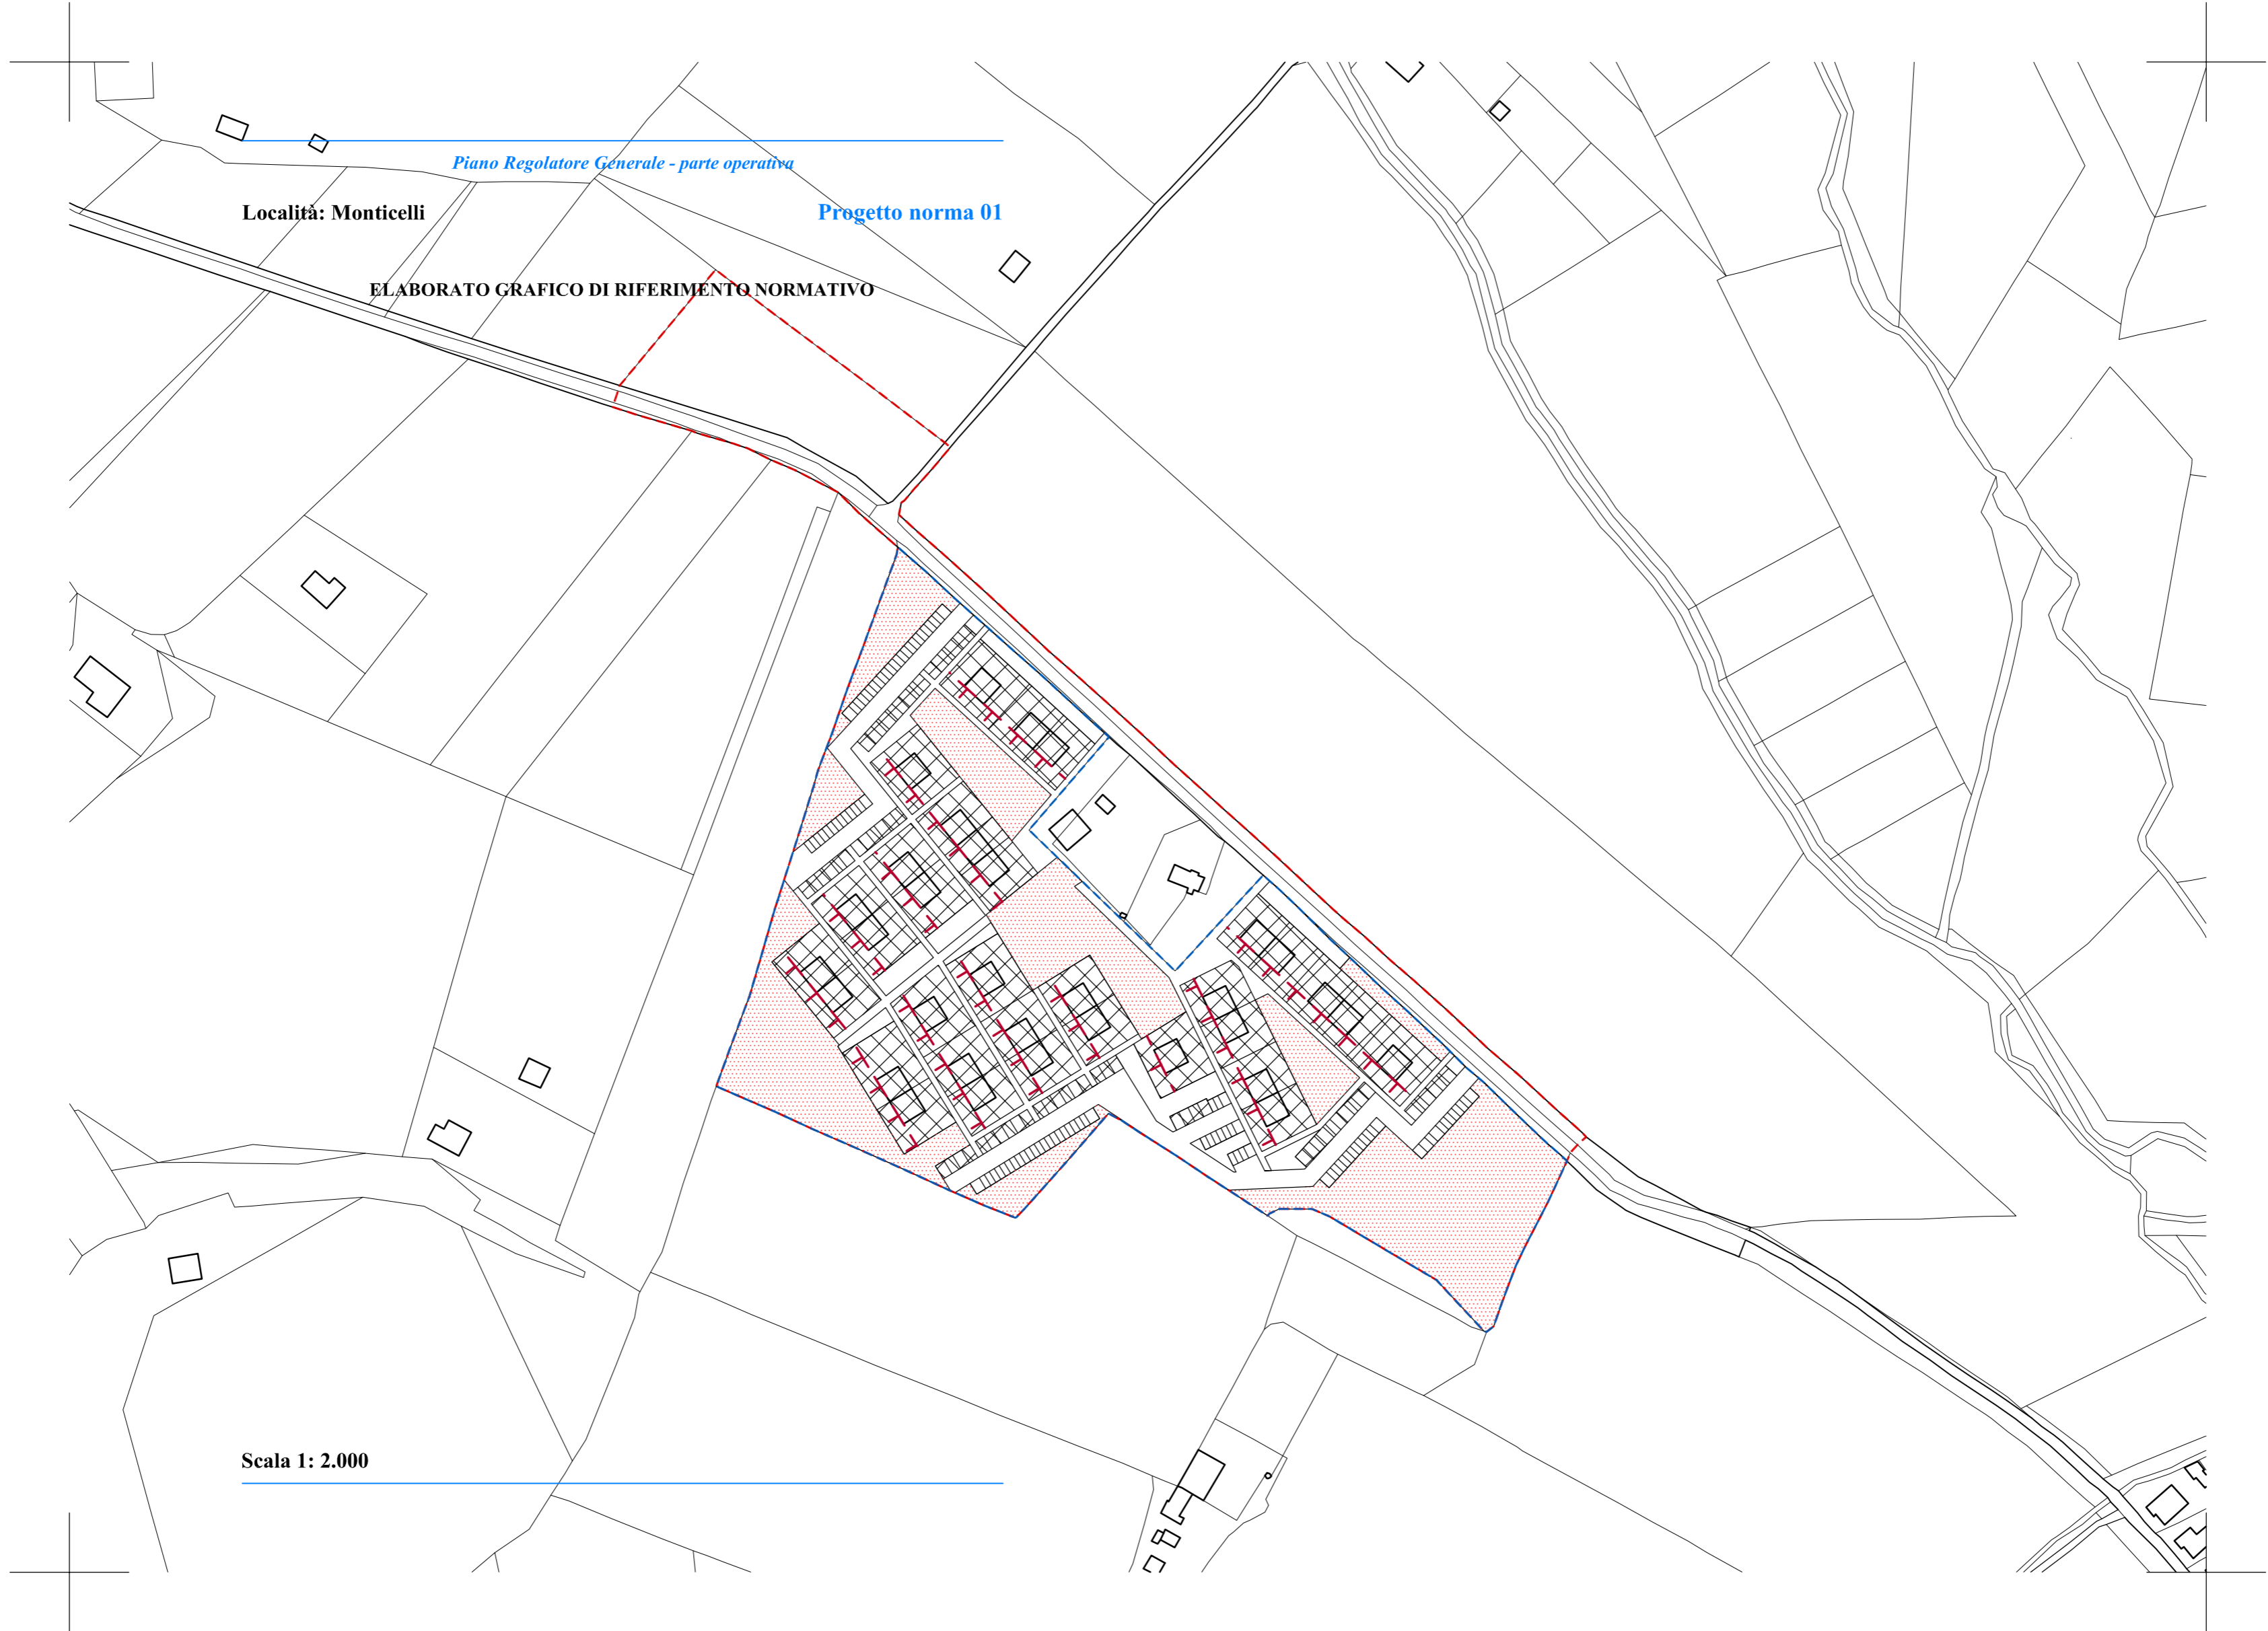 Piano Regolatore Generale - parte operativa
Località: Monticelli
Progetto norma 01
ELABORATO GRAFICO DI RIFERIMENTO NORMATIVO
Scala 1: 2.000